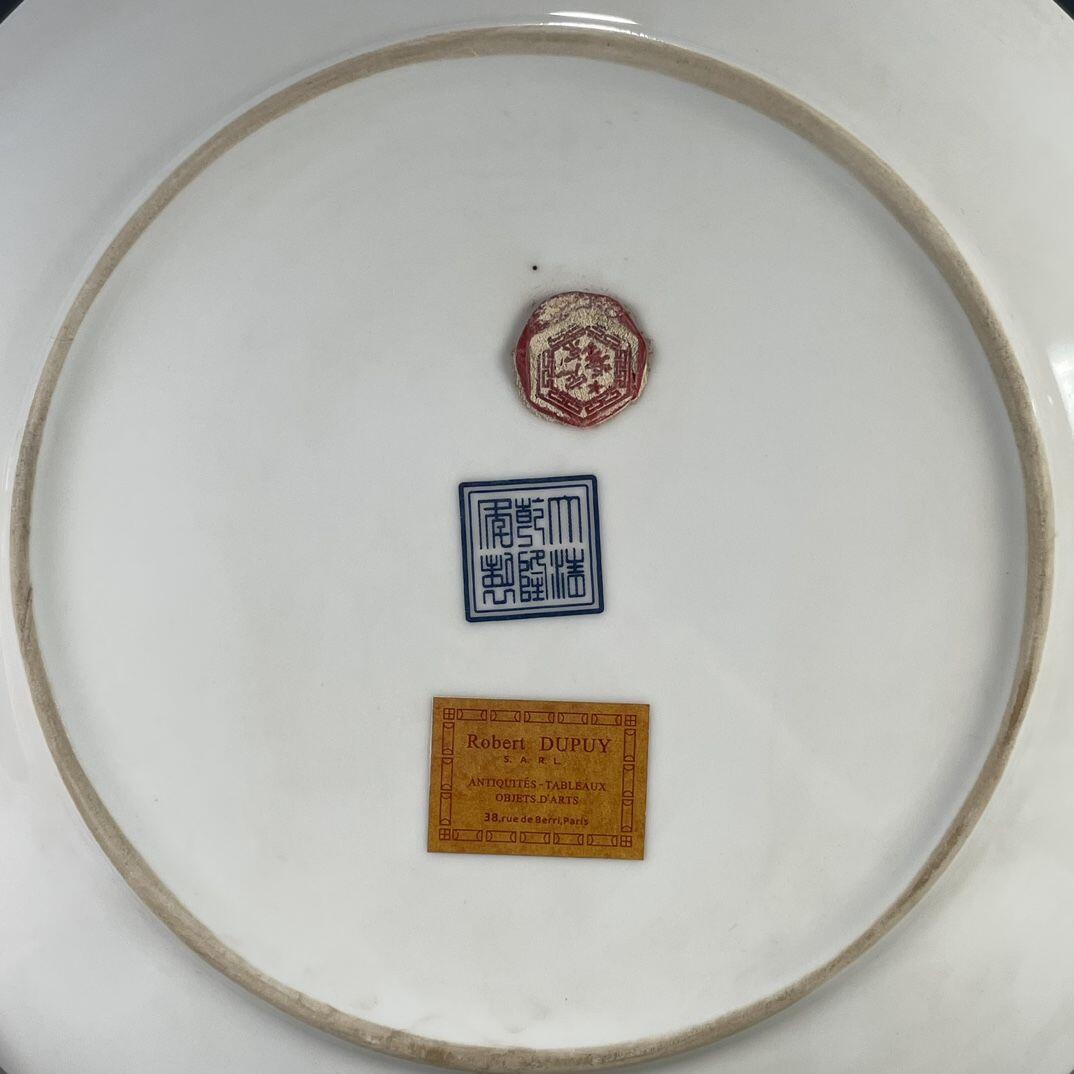 大清
乾隆
年製
Robert DUPUY
S. A. R. L
ANTIQUITÉS - TABLEAUX
OBJETS.D'ARTS
38,rue de Berri,Paris